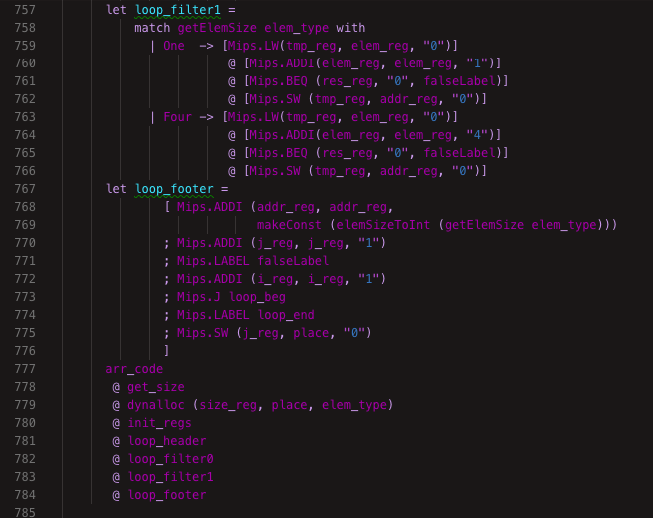 757 let loop_filter1 =
758 match getElemSize elem_type with
759 | One -> [Mips.LW(tmp_reg, elem_reg, "0")]
760 @ [Mips.ADDI(elem_reg, elem_reg, "1")]
761 @ [Mips.BEQ (res_reg, "0", falseLabel)]
762 @ [Mips.SW (tmp_reg, addr_reg, "0")]
763 | Four -> [Mips.LW(tmp_reg, elem_reg, "0")]
764 @ [Mips.ADDI(elem_reg, elem_reg, "4")]
765 @ [Mips.BEQ (res_reg, "0", falseLabel)]
766 @ [Mips.SW (tmp_reg, addr_reg, "0")]
767 let loop_footer =
768 [ Mips.ADDI (addr_reg, addr_reg,
769 makeConst (elemSizeToInt (getElemSize elem_type)))
770 ; Mips.ADDI (j_reg, j_reg, "1")
771 ; Mips.LABEL falseLabel
772 ; Mips.ADDI (i_reg, i_reg, "1")
773 ; Mips.J loop_beg
774 ; Mips.LABEL loop_end
775 ; Mips.SW (j_reg, place, "0")
776 ]
777 arr_code
778 @ get_size
779 @ dynalloc (size_reg, place, elem_type)
780 @ init_regs
781 @ loop_header
782 @ loop_filter0
783 @ loop_filter1
784 @ loop_footer
785